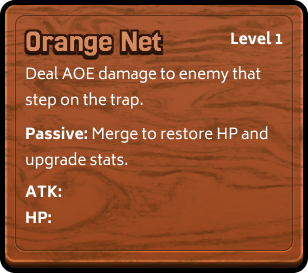 Orange Net Level 1
Deal AOE damage to enemy that
step on the trap.
Passive: Merge to restore HP and
upgrade stats.
ATK:
HP: